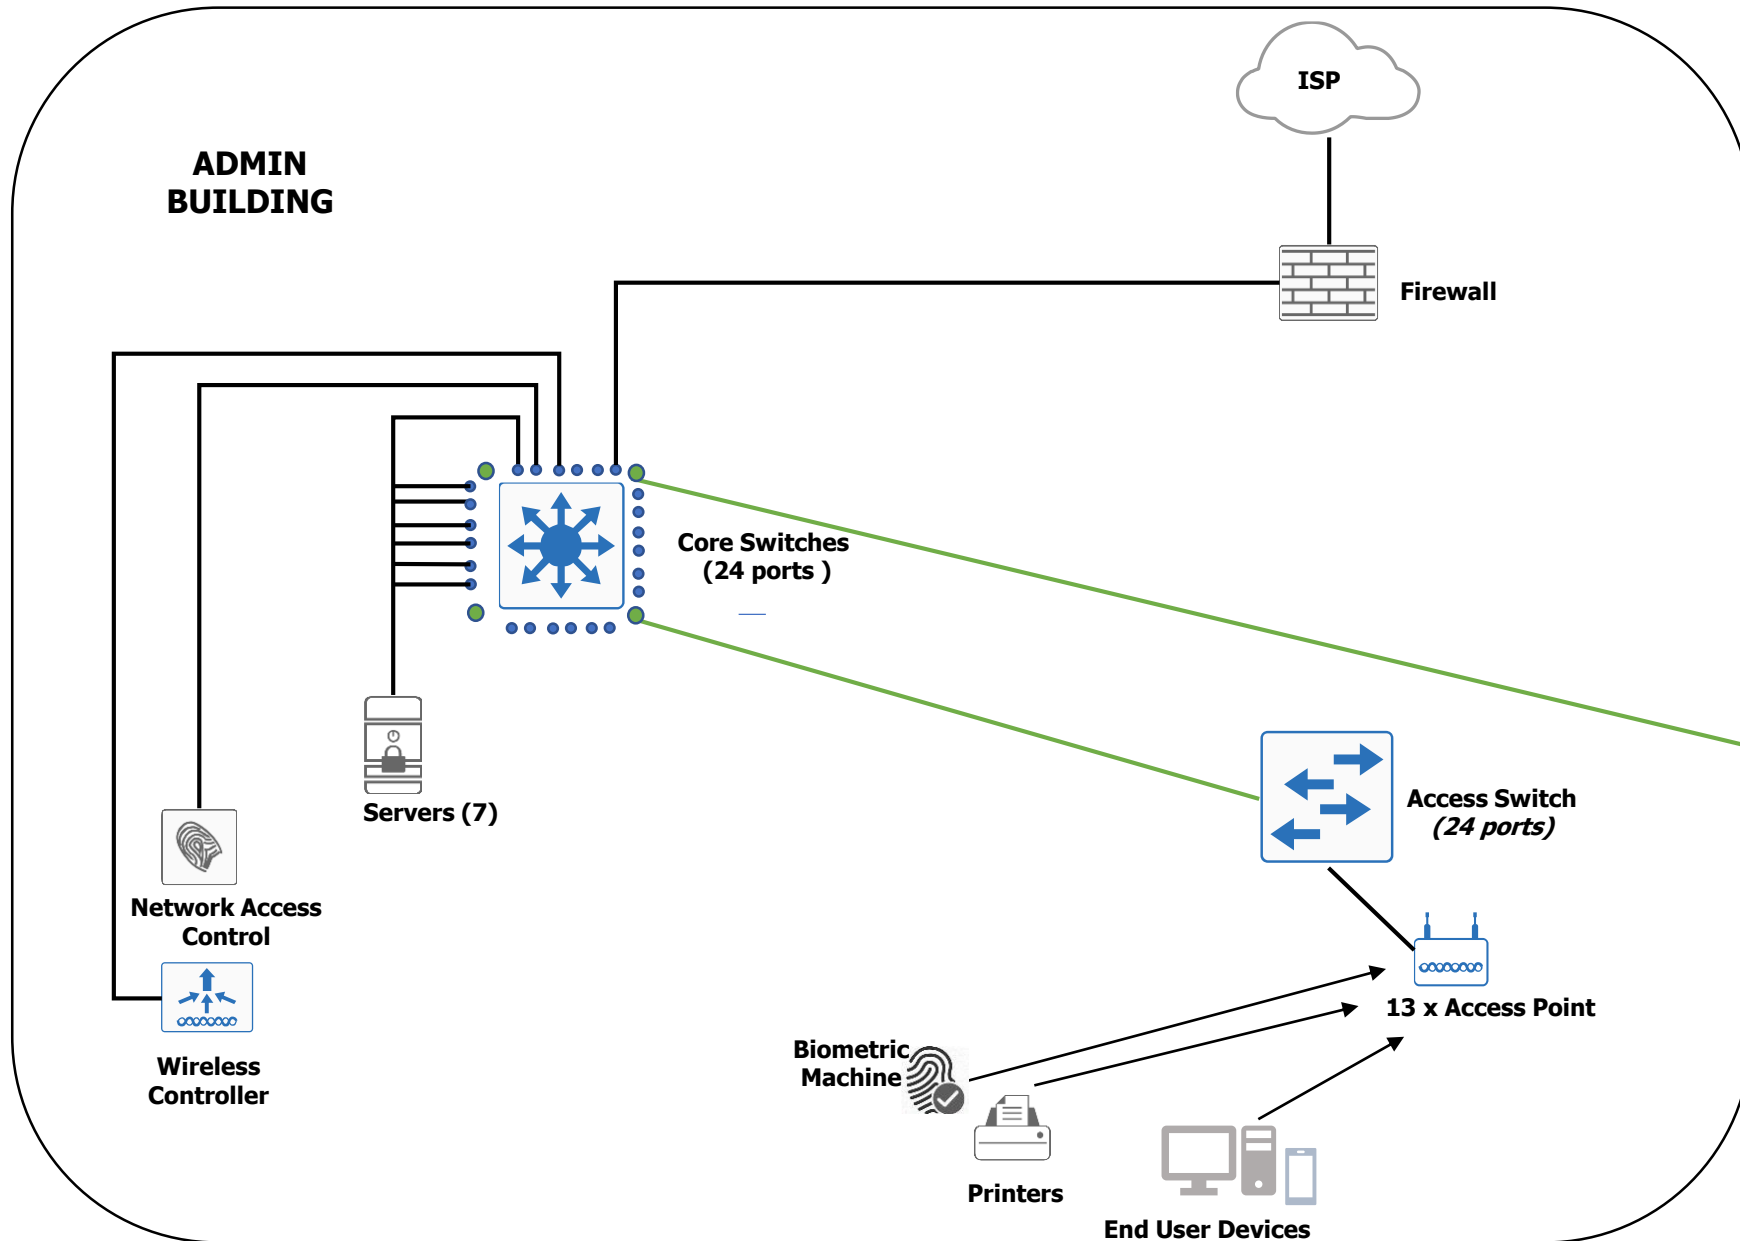 ISP
ADMIN
BUILDING
Firewall
Core Switches
(24 ports )
Access Switch
(24 ports)
Servers (7)
Network Access
Control
13 x Access Point
Wireless
Controller
Biometric
Machine
Printers
End User Devices